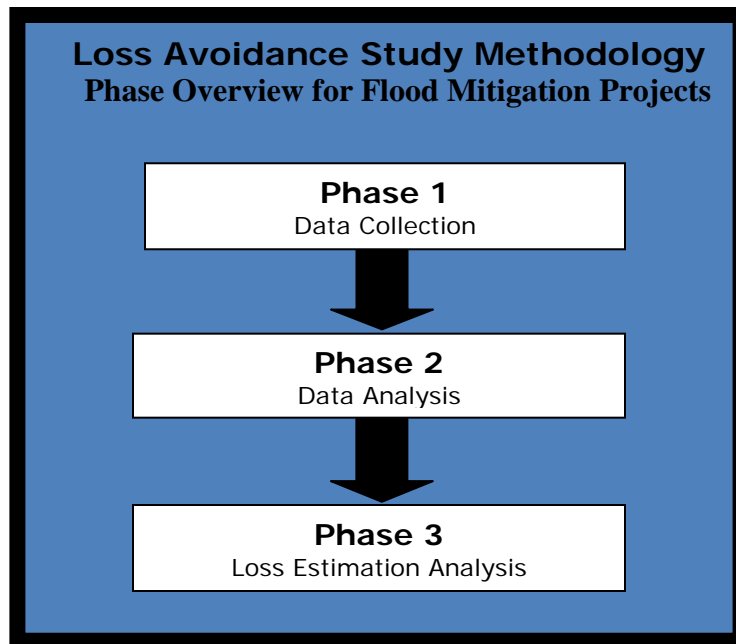 Loss Avoidance Study Methodology
Phase Overview for Flood Mitigation Projects
Phase 1
Data Collection
Phase 2
Data Analysis
Phase 3
Loss Estimation Analysis